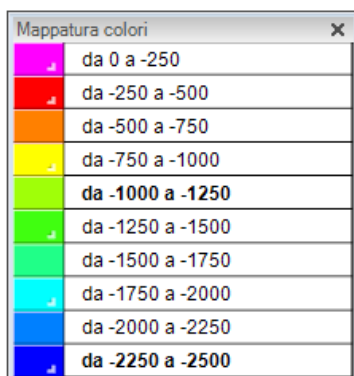 Mappatura colori
da 0 a -250
da -250 a -500
da -500 a -750
da -750 a -1000
da -1000 a -1250
da -1250 a -1500
da -1500 a -1750
da -1750 a -2000
da -2000 a -2250
da -2250 a -2500